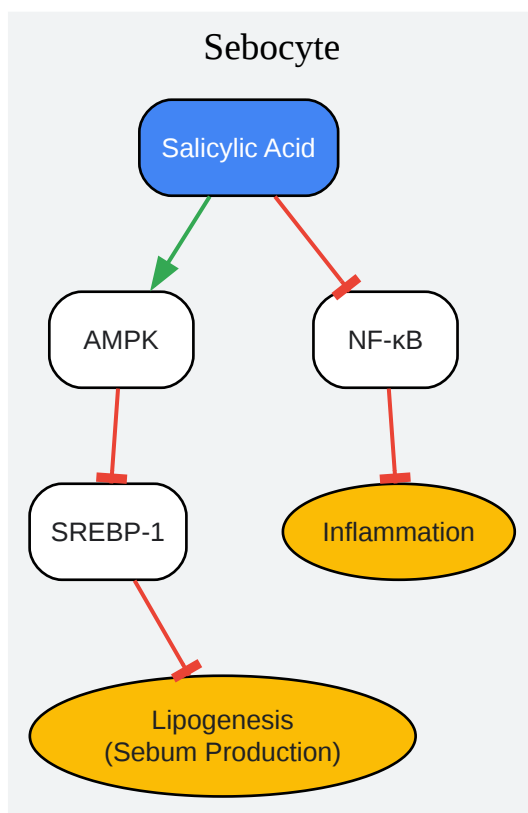 Sebocyte
Salicylic Acid
AMPK
NF-κB
SREBP-1
Inflammation
Lipogenesis
(Sebum Production)